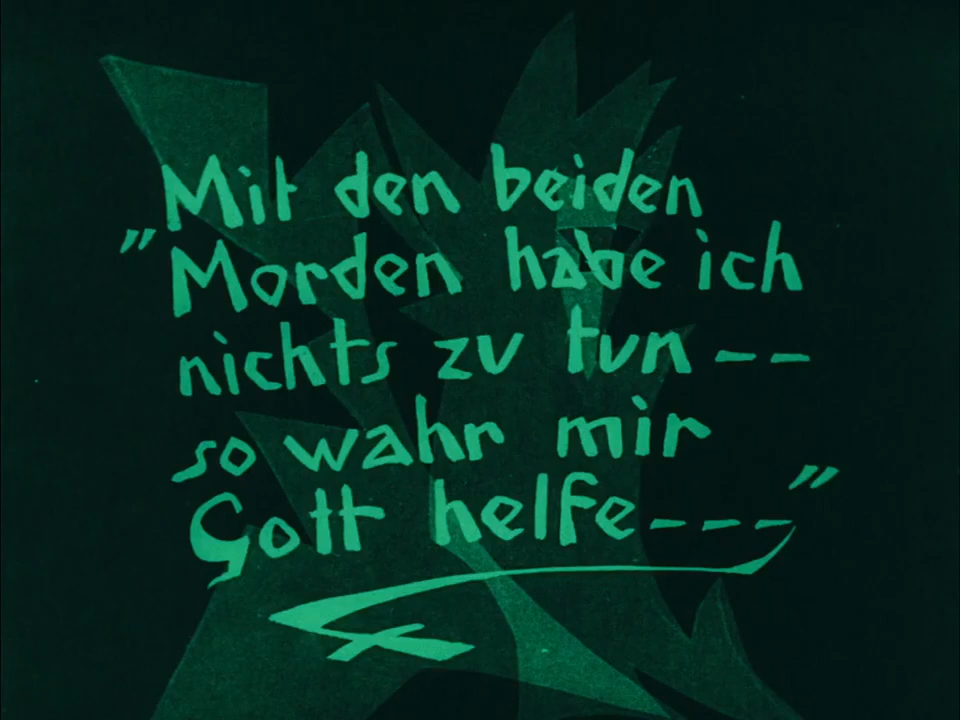 "Mit den beiden
Morden habe ich
nichts zu tun --
so wahr mir
Gott helfe---"